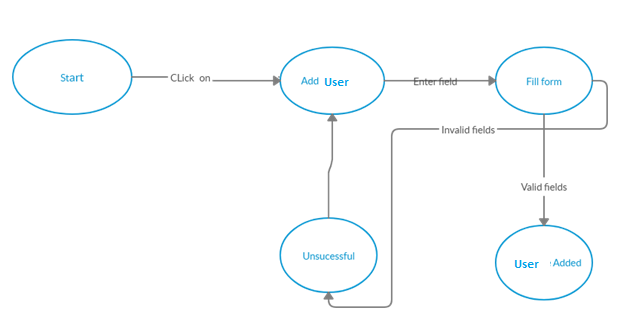 Start
CLick on
Add User
Enter field
Fill form
Invalid fields
Valid fields
Unsucessful
User Added